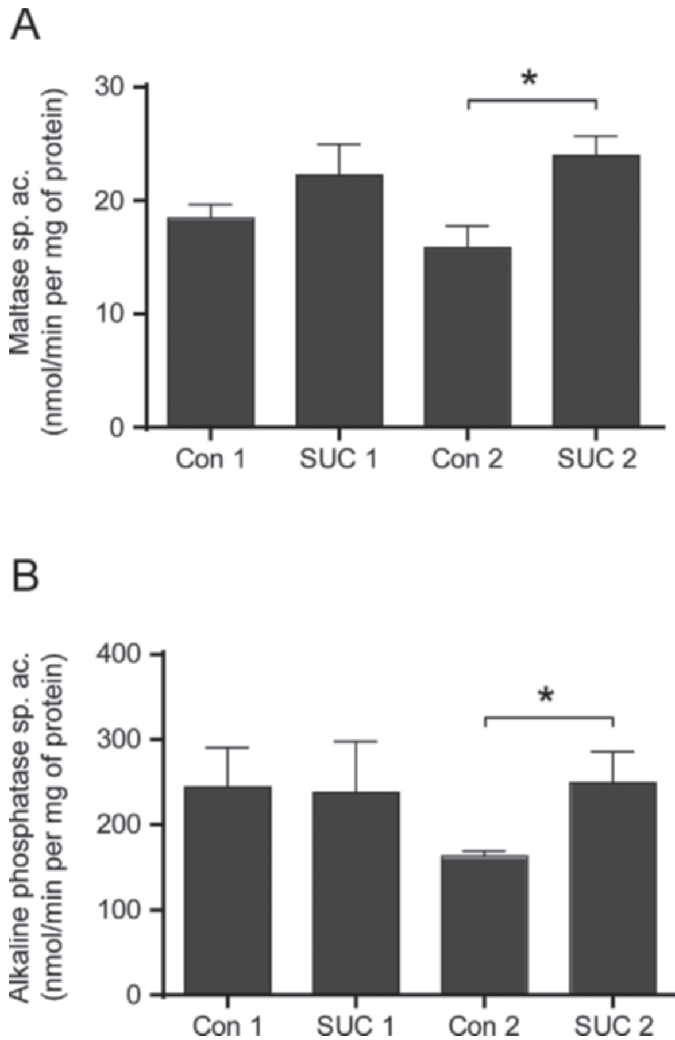 A
Maltase sp. ac.
(nmol/min per mg of protein)
30
20
10
0
*
Con 1
SUC 1
Con 2
SUC 2
B
Alkaline phosphatase sp. ac.
(nmol/min per mg of protein)
400
300
200
100
0
*
Con 1
SUC 1
Con 2
SUC 2